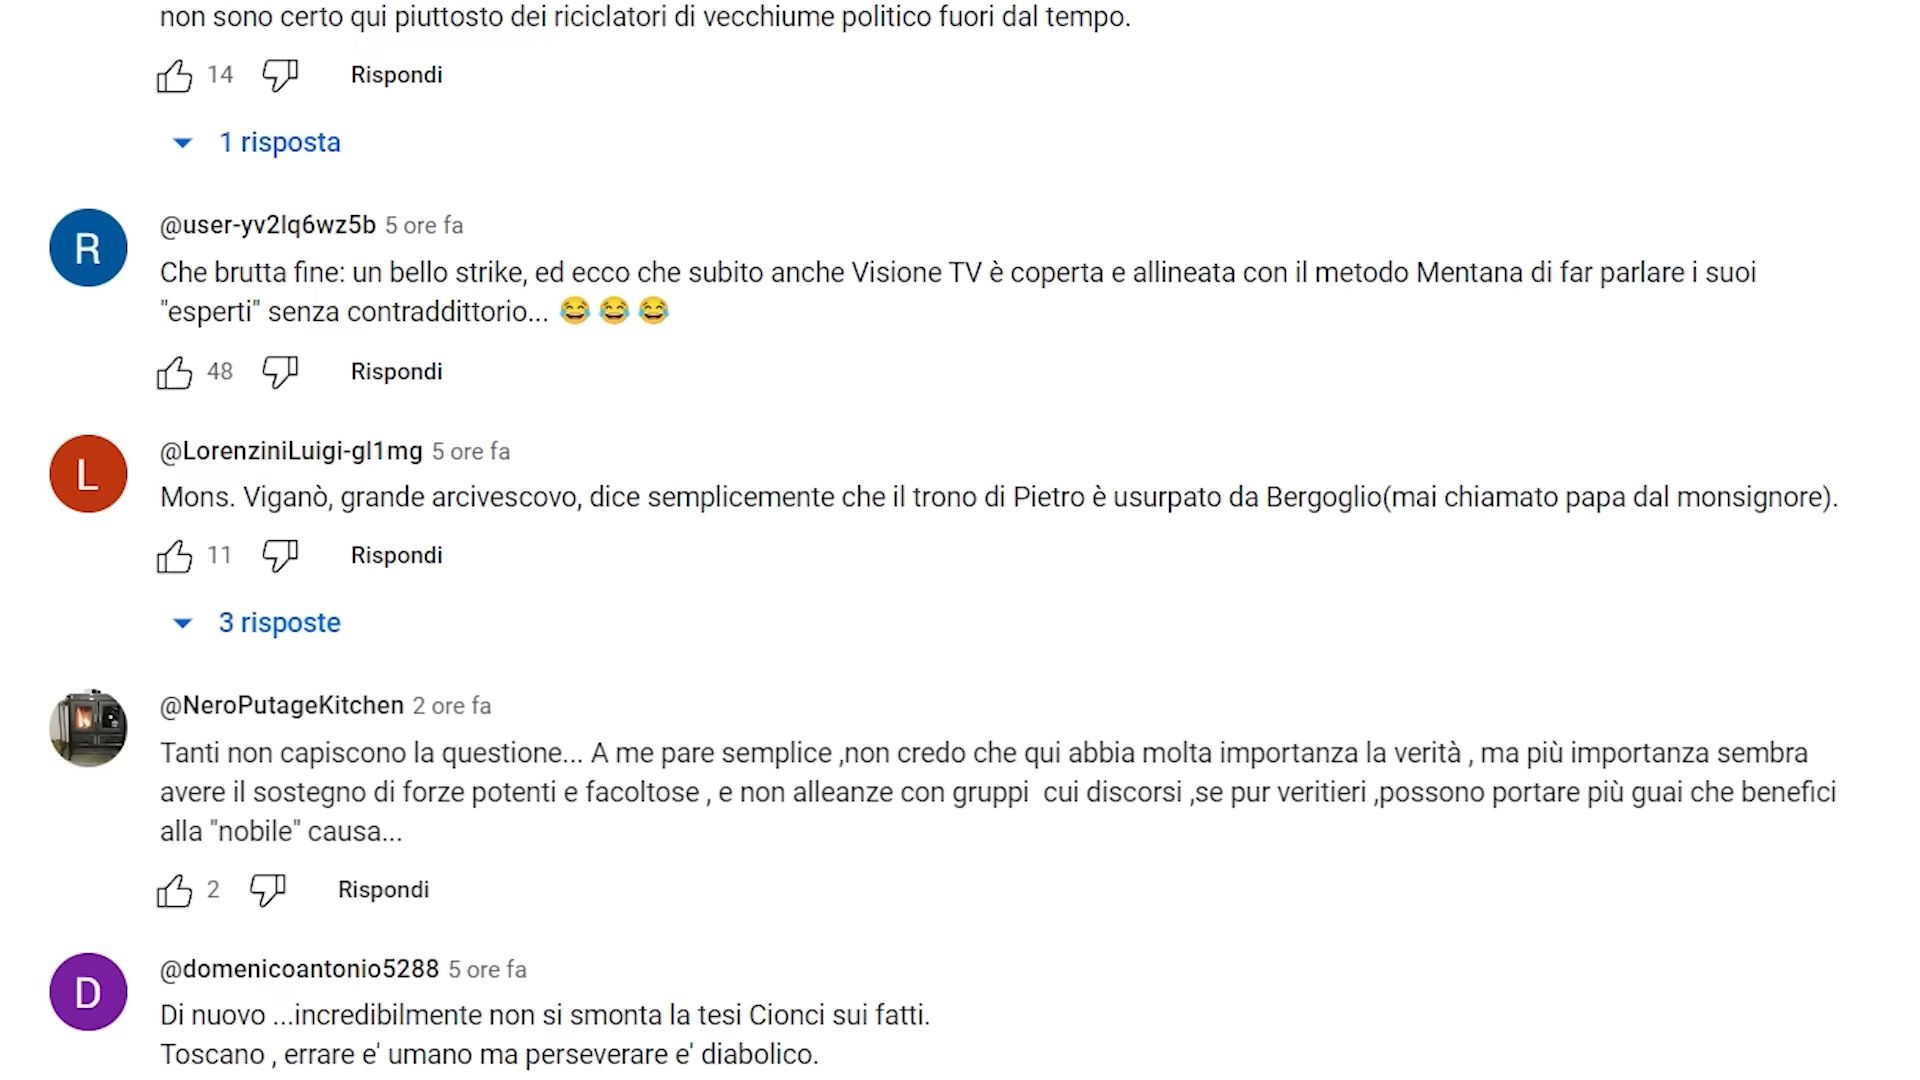 non sono certo qui piuttosto dei riciclatori di vecchiume politico fuori dal tempo.
14 Rispondi
1 risposta
R
@user-yv2lq6wz5b 5 ore fa
Che brutta fine: un bello strike, ed ecco che subito anche Visione TV è coperta e allineata con il metodo Mentana di far parlare i suoi
"esperti" senza contraddittorio... 😂 😂 😂
48 Rispondi
L
@LorenziniLuigi-gl1mg 5 ore fa
Mons. Viganò, grande arcivescovo, dice semplicemente che il trono di Pietro è usurpato da Bergoglio(mai chiamato papa dal monsignore).
11 Rispondi
3 risposte
@NeroPutageKitchen 2 ore fa
Tanti non capiscono la questione... A me pare semplice ,non credo che qui abbia molta importanza la verità , ma più importanza sembra
avere il sostegno di forze potenti e facoltose , e non alleanze con gruppi  cui discorsi ,se pur veritieri ,possono portare più guai che benefici
alla "nobile" causa...
2 Rispondi
D
@domenicoantonio5288 5 ore fa
Di nuovo ...incredibilmente non si smonta la tesi Cionci sui fatti.
Toscano , errare e' umano ma perseverare e' diabolico.